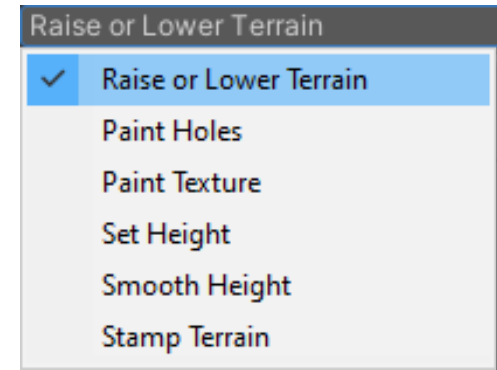 Raise or Lower Terrain
Raise or Lower Terrain
Paint Holes
Paint Texture
Set Height
Smooth Height
Stamp Terrain